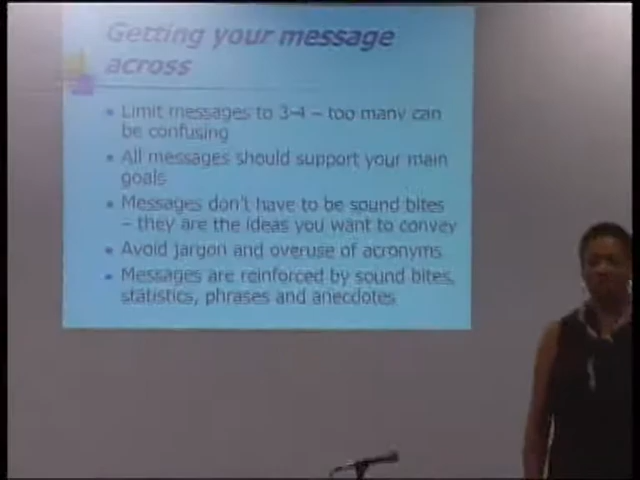 Getting your message
across
Limit messages to 3-4 – too many can
be confusing
All messages should support your main
goals
Messages don't have to be sound bites
– they are the ideas you want to convey
Avoid jargon and overuse of acronyms
Messages are reinforced by sound bites,
statistics, phrases and anecdotes